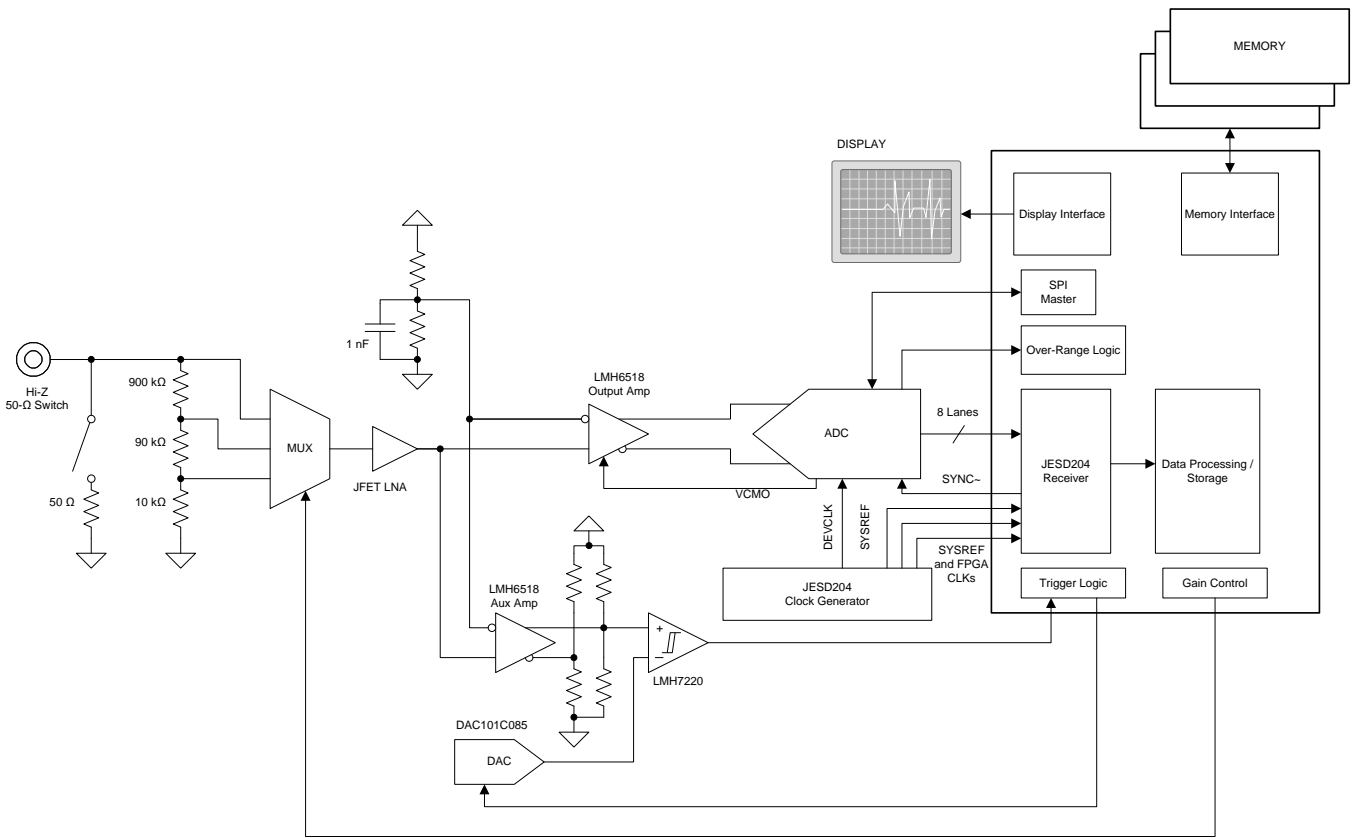 MEMORY
DISPLAY
Display Interface
Memory Interface
SPI
Master
1 nF
Over-Range Logic
Hi-Z
50-Ω Switch
900 kΩ
LMH6518
Output Amp
8 Lanes
90 kΩ
MUX
ADC
JESD204
Receiver
Data Processing /
Storage
JFET LNA
SYNC~
50 Ω
10 kΩ
VCMO
DEVCLK
SYSREF
SYSREF
and FPGA
CLKs
LMH6518
Aux Amp
JESD204
Clock Generator
Trigger Logic
Gain Control
+
−
LMH7220
DAC101C085
DAC